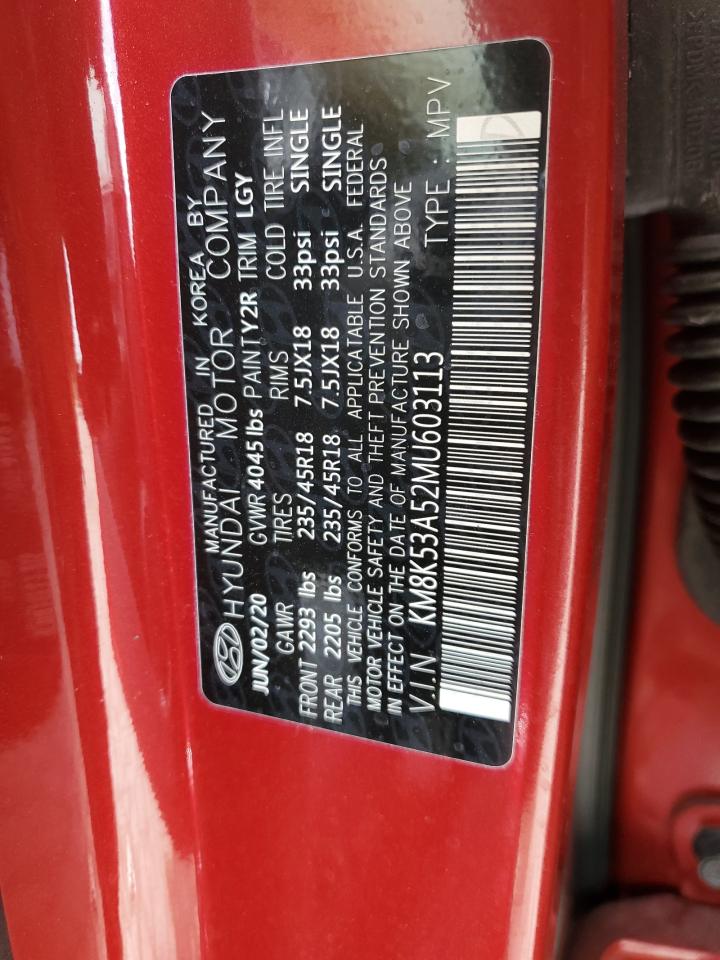 MANUFACTURED IN KOREA BY
HYUNDAI MOTOR COMPANY
JUN/02/20 GVWR 4045 lbs PAINT Y2R TRIM LGY
GAWR TIRES RIMS COLD TIRE INFL
FRONT 2293 lbs 235/45R18 7.5JX18 33psi SINGLE
REAR 2205 lbs 235/45R18 7.5JX18 33psi SINGLE
THIS VEHICLE CONFORMS TO ALL APPLICATABLE U.S.A. FEDERAL
MOTOR VEHICLE SAFETY AND THEFT PREVENTION STANDARDS
IN EFFECT ON THE DATE OF MANUFACTURE SHOWN ABOVE
V.I.N KM8K53A52MU603113 TYPE : MPV